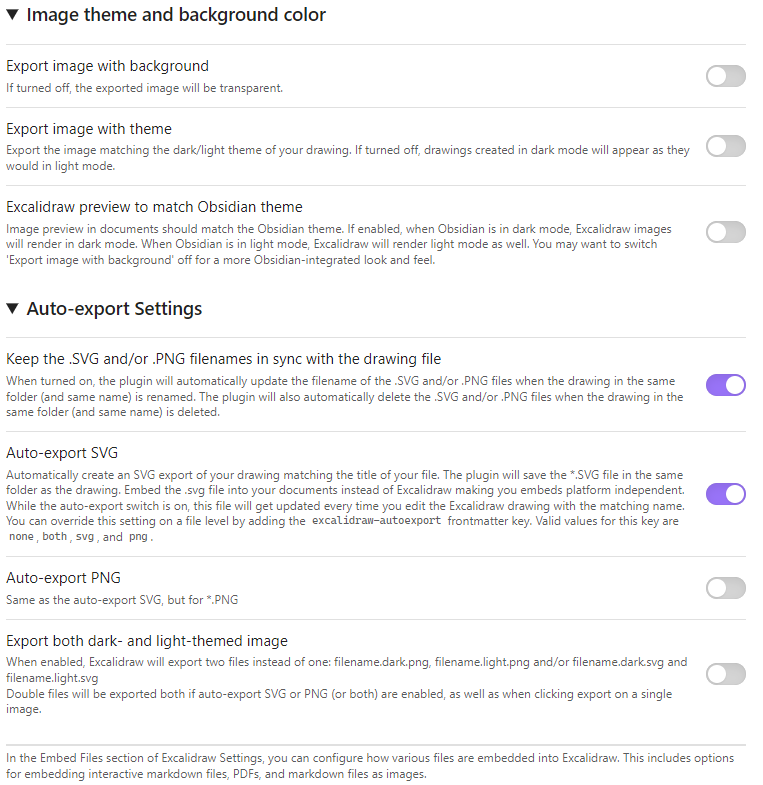 Image theme and background color
Export image with background
If turned off, the exported image will be transparent.
Export image with theme
Export the image matching the dark/light theme of your drawing. If turned off, drawings created in dark mode will appear as they
would in light mode.
Excalidraw preview to match Obsidian theme
Image preview in documents should match the Obsidian theme. If enabled, when Obsidian is in dark mode, Excalidraw images
will render in dark mode. When Obsidian is in light mode, Excalidraw will render light mode as well. You may want to switch
'Export image with background' off for a more Obsidian-integrated look and feel.
Auto-export Settings
Keep the .SVG and/or .PNG filenames in sync with the drawing file
When turned on, the plugin will automatically update the filename of the .SVG and/or .PNG files when the drawing in the same
folder (and same name) is renamed. The plugin will also automatically delete the .SVG and/or .PNG files when the drawing in the
same folder (and same name) is deleted.
Auto-export SVG
Automatically create an SVG export of your drawing matching the title of your file. The plugin will save the *.SVG file in the same
folder as the drawing. Embed the .svg file into your documents instead of Excalidraw making you embeds platform independent.
While the auto-export switch is on, this file will get updated every time you edit the Excalidraw drawing with the matching name.
You can override this setting on a file level by adding the excalidraw-autoexport frontmatter key. Valid values for this key are
none, both, svg, and png.
Auto-export PNG
Same as the auto-export SVG, but for *.PNG
Export both dark- and light-themed image
When enabled, Excalidraw will export two files instead of one: filename.dark.png, filename.light.png and/or filename.dark.svg and
filename.light.svg
Double files will be exported both if auto-export SVG or PNG (or both) are enabled, as well as when clicking export on a single
image.
In the Embed Files section of Excalidraw Settings, you can configure how various files are embedded into Excalidraw. This includes options
for embedding interactive markdown files, PDFs, and markdown files as images.